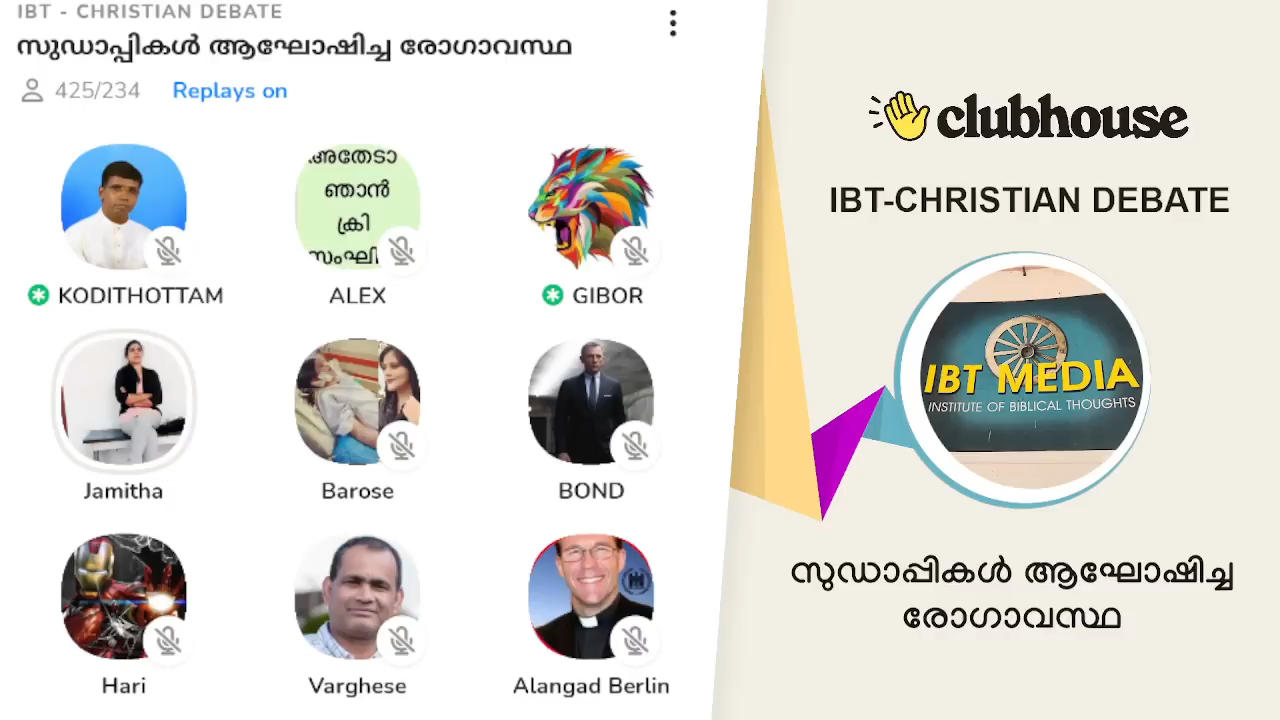 IBT - CHRISTIAN DEBATE
സുഡാപ്പികൾ ആഘോഷിച്ച രോഗാവസ്ഥ
425/234 Replays on
അതേടാ
ഞാൻ
ക്രി
സംഘി
KODITHOTTAM
ALEX
GIBOR
Jamitha
Barose
BOND
Hari
Varghese
Alangad Berlin
clubhouse
IBT-CHRISTIAN DEBATE
IBT MEDIA
INSTITUTE OF BIBLICAL THOUGHTS
സുഡാപ്പികൾ ആഘോഷിച്ച
രോഗാവസ്ഥ